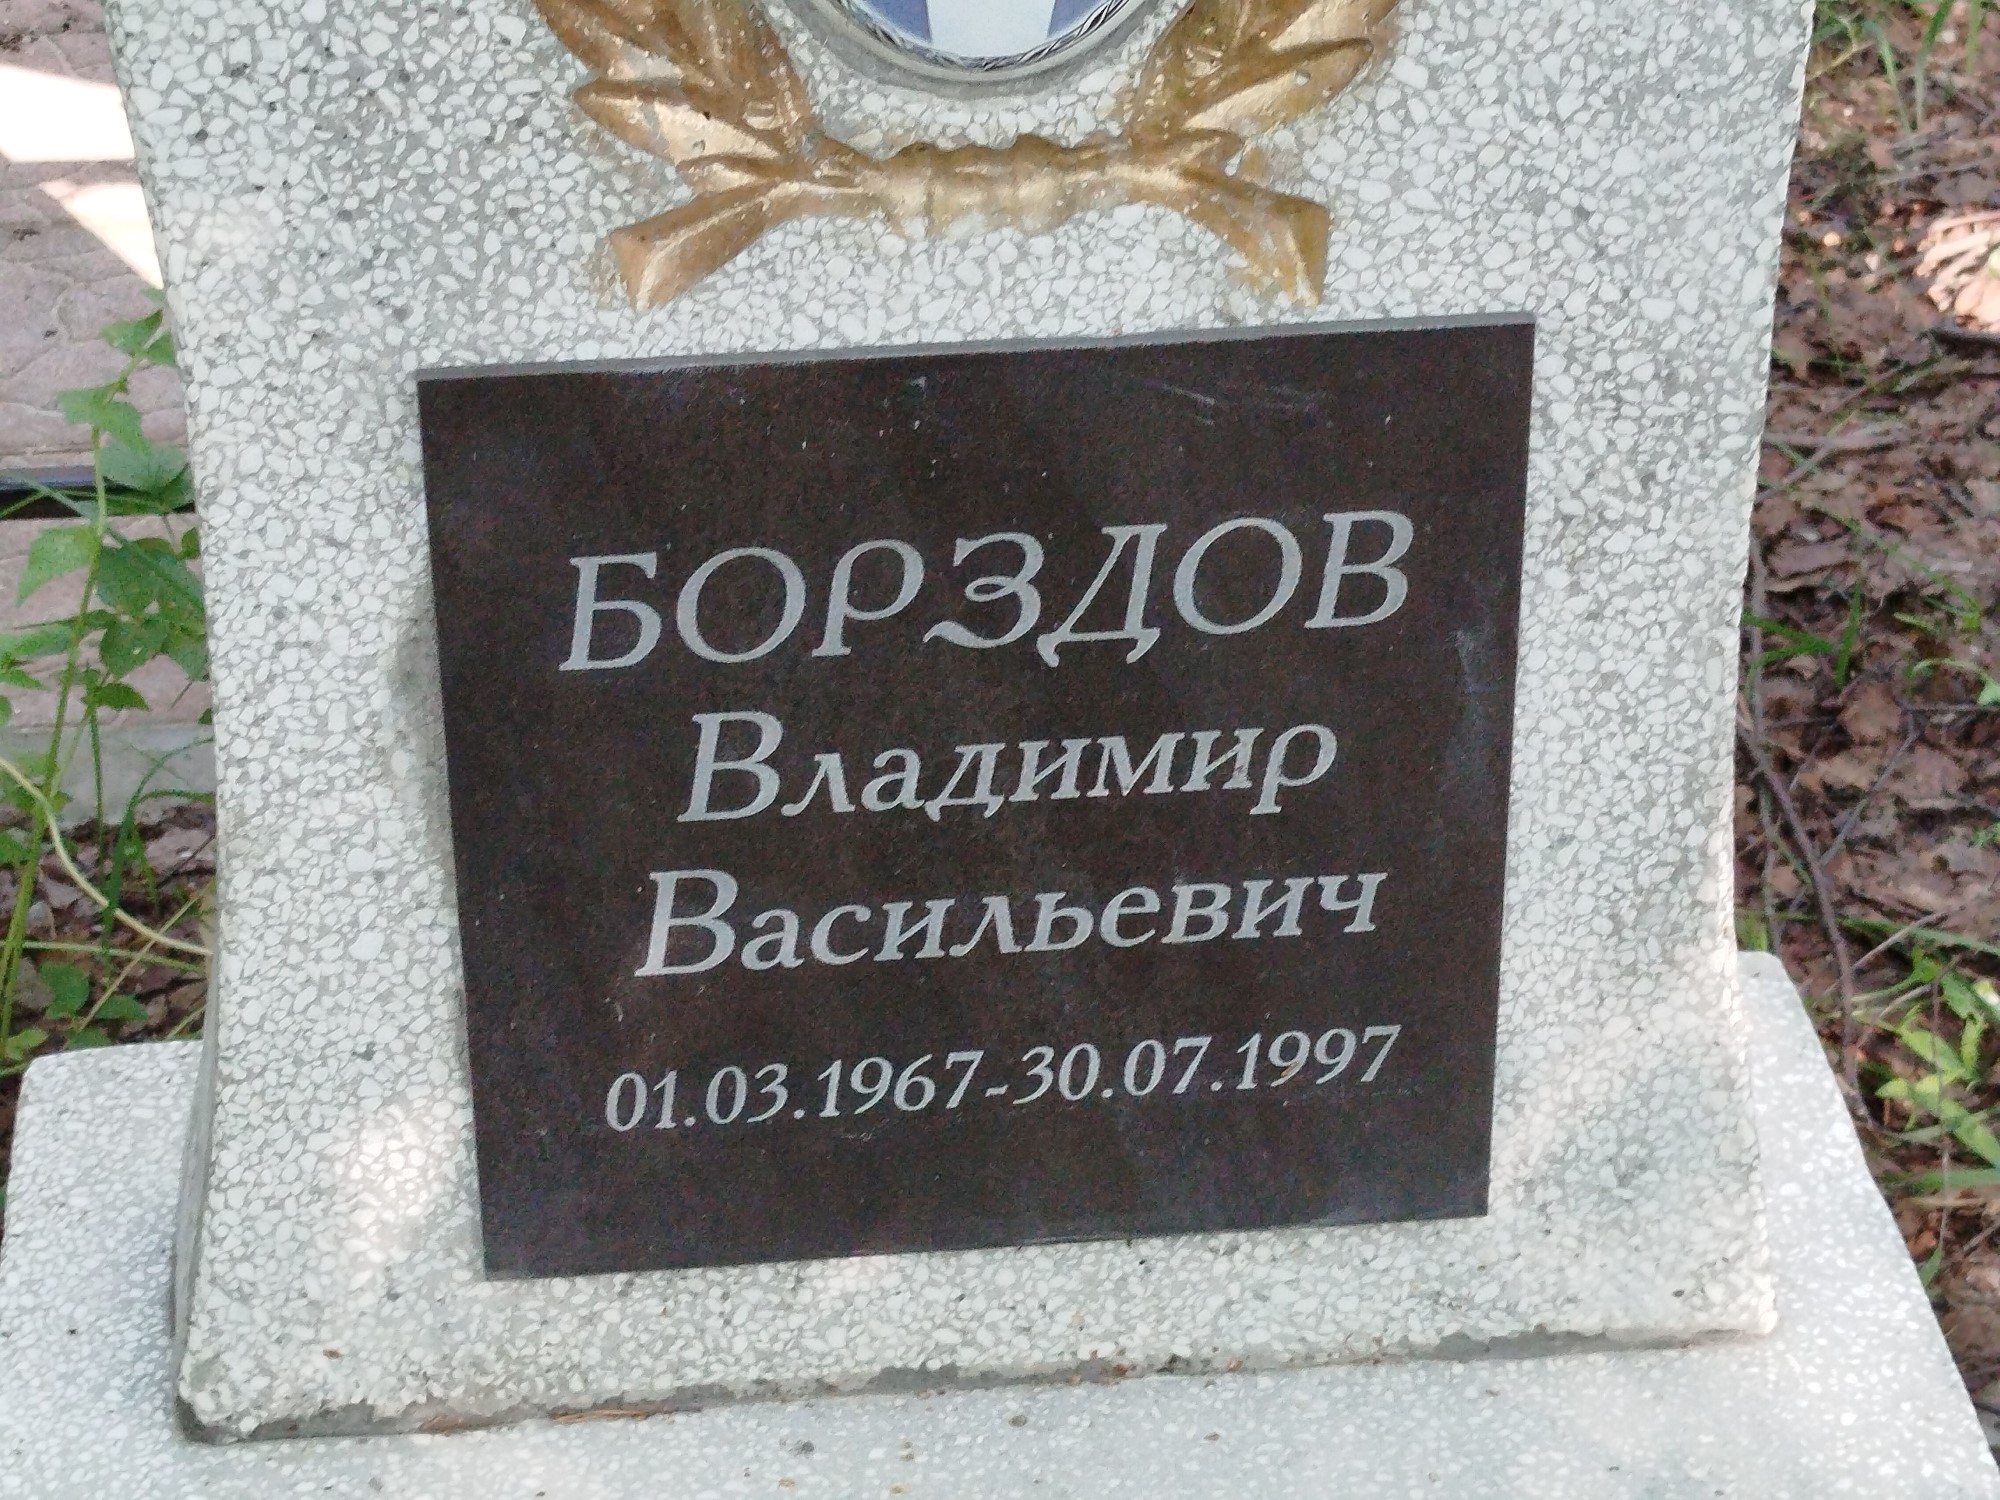 БОРЗДОВ
Владимир
Васильевич
01.03.1967-30.07.1997